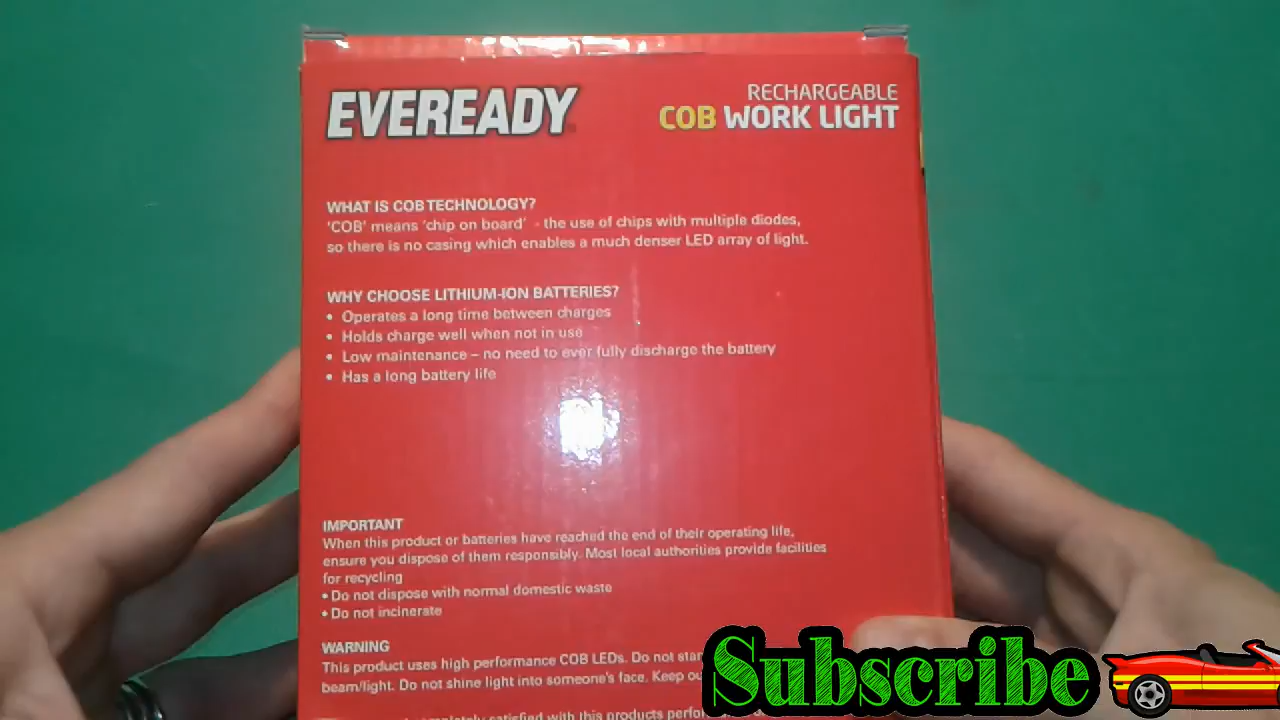 EVEREADY
RECHARGEABLE
COB WORK LIGHT
WHAT IS COB TECHNOLOGY?
'COB' means 'chip on board' - the use of chips with multiple diodes,
so there is no casing which enables a much denser LED array of light.
WHY CHOOSE LITHIUM-ION BATTERIES?
• Operates a long time between charges
• Holds charge well when not in use
• Low maintenance – no need to ever fully discharge the battery
• Has a long battery life
IMPORTANT
When this product or batteries have reached the end of their operating life,
ensure you dispose of them responsibly. Most local authorities provide facilities
for recycling
• Do not dispose with normal domestic waste
• Do not incinerate
WARNING
This product uses high performance COB LEDs. Do not
beam/light. Do not shine light into someone's face. Keep
satisfied with this products
Subscribe